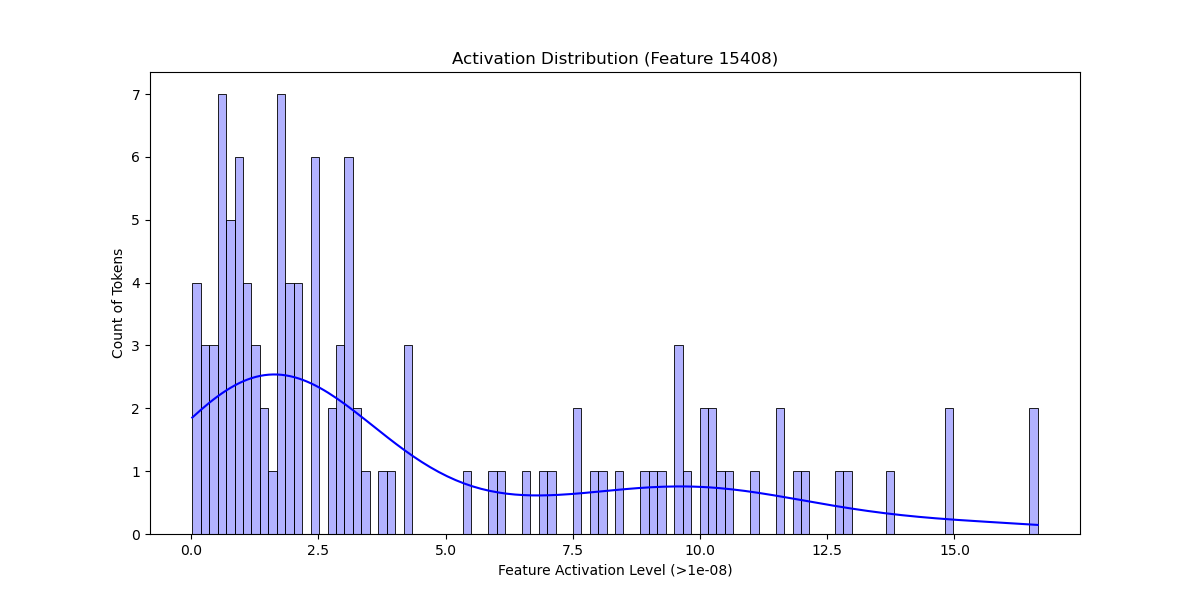 Activation Distribution (Feature 15408)
Count of Tokens
7
6
5
4
3
2
1
0
0.0 2.5 5.0 7.5 10.0 12.5 15.0
Feature Activation Level (>1e-08)